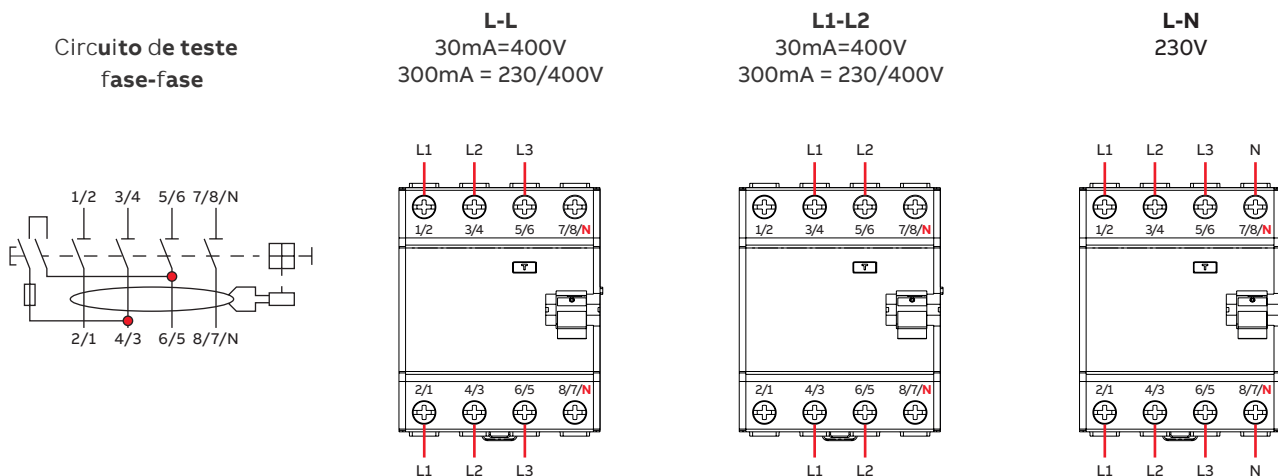 Circuito de teste
fase-fase
L-L
30mA=400V
300mA = 230/400V
L1-L2
30mA=400V
300mA = 230/400V
L-N
230V
1/2 3/4 5/6 7/8/N
2/1 4/3 6/5 8/7/N
L1 L2 L3
1/2 3/4 5/6 7/8/N
T
2/1 4/3 6/5 8/7/N
L1 L2 L3
L1 L2
1/2 3/4 5/6 7/8/N
T
2/1 4/3 6/5 8/7/N
L1 L2
L1 L2 L3 N
1/2 3/4 5/6 7/8/N
T
2/1 4/3 6/5 8/7/N
L1 L2 L3 N